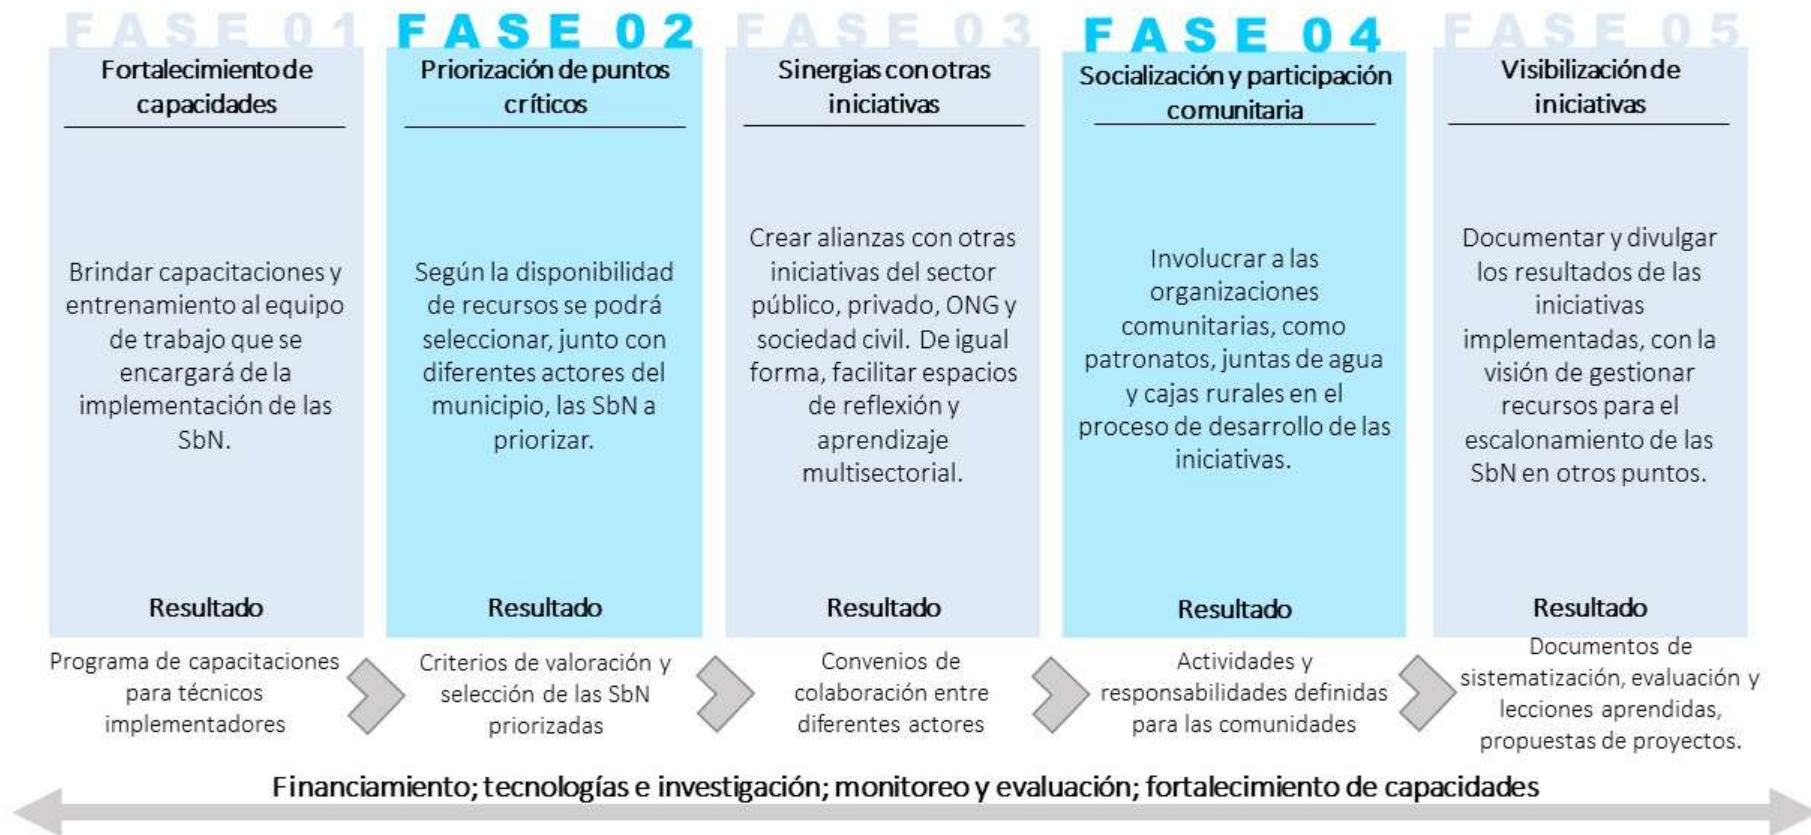 FASE 01
Fortalecimiento de
capacidades
Brindar capacitaciones y
entrenamiento al equipo
de trabajo que se
encargará de la
implementación de las
SbN.
Resultado
Programa de capacitaciones
para técnicos
implementadores
FASE 02
Priorización de puntos
críticos
Según la disponibilidad
de recursos se podrá
seleccionar, junto con
diferentes actores del
municipio, las SbN a
priorizar.
Resultado
Criterios de valoración y
selección de las SbN
priorizadas
FASE 03
Sinergias con otras
iniciativas
Crear alianzas con otras
iniciativas del sector
público, privado, ONG y
sociedad civil. De igual
forma, facilitar espacios
de reflexión y
aprendizaje
multisectorial.
Resultado
Convenios de
colaboración entre
diferentes actores
FASE 04
Socialización y participación
comunitaria
Involucrar a las
organizaciones
comunitarias, como
patronatos, juntas de agua
y cajas rurales en el
proceso de desarrollo de las
iniciativas.
Resultado
Actividades y
responsabilidades definidas
para las comunidades
FASE 05
Visibilización de
iniciativas
Documentar y divulgar
los resultados de las
iniciativas
implementadas, con la
visión de gestionar
recursos para el
escalonamiento de las
SbN en otros puntos.
Resultado
Documentos de
sistematización, evaluación y
lecciones aprendidas,
propuestas de proyectos.
Financiamiento; tecnologías e investigación; monitoreo y evaluación; fortalecimiento de capacidades